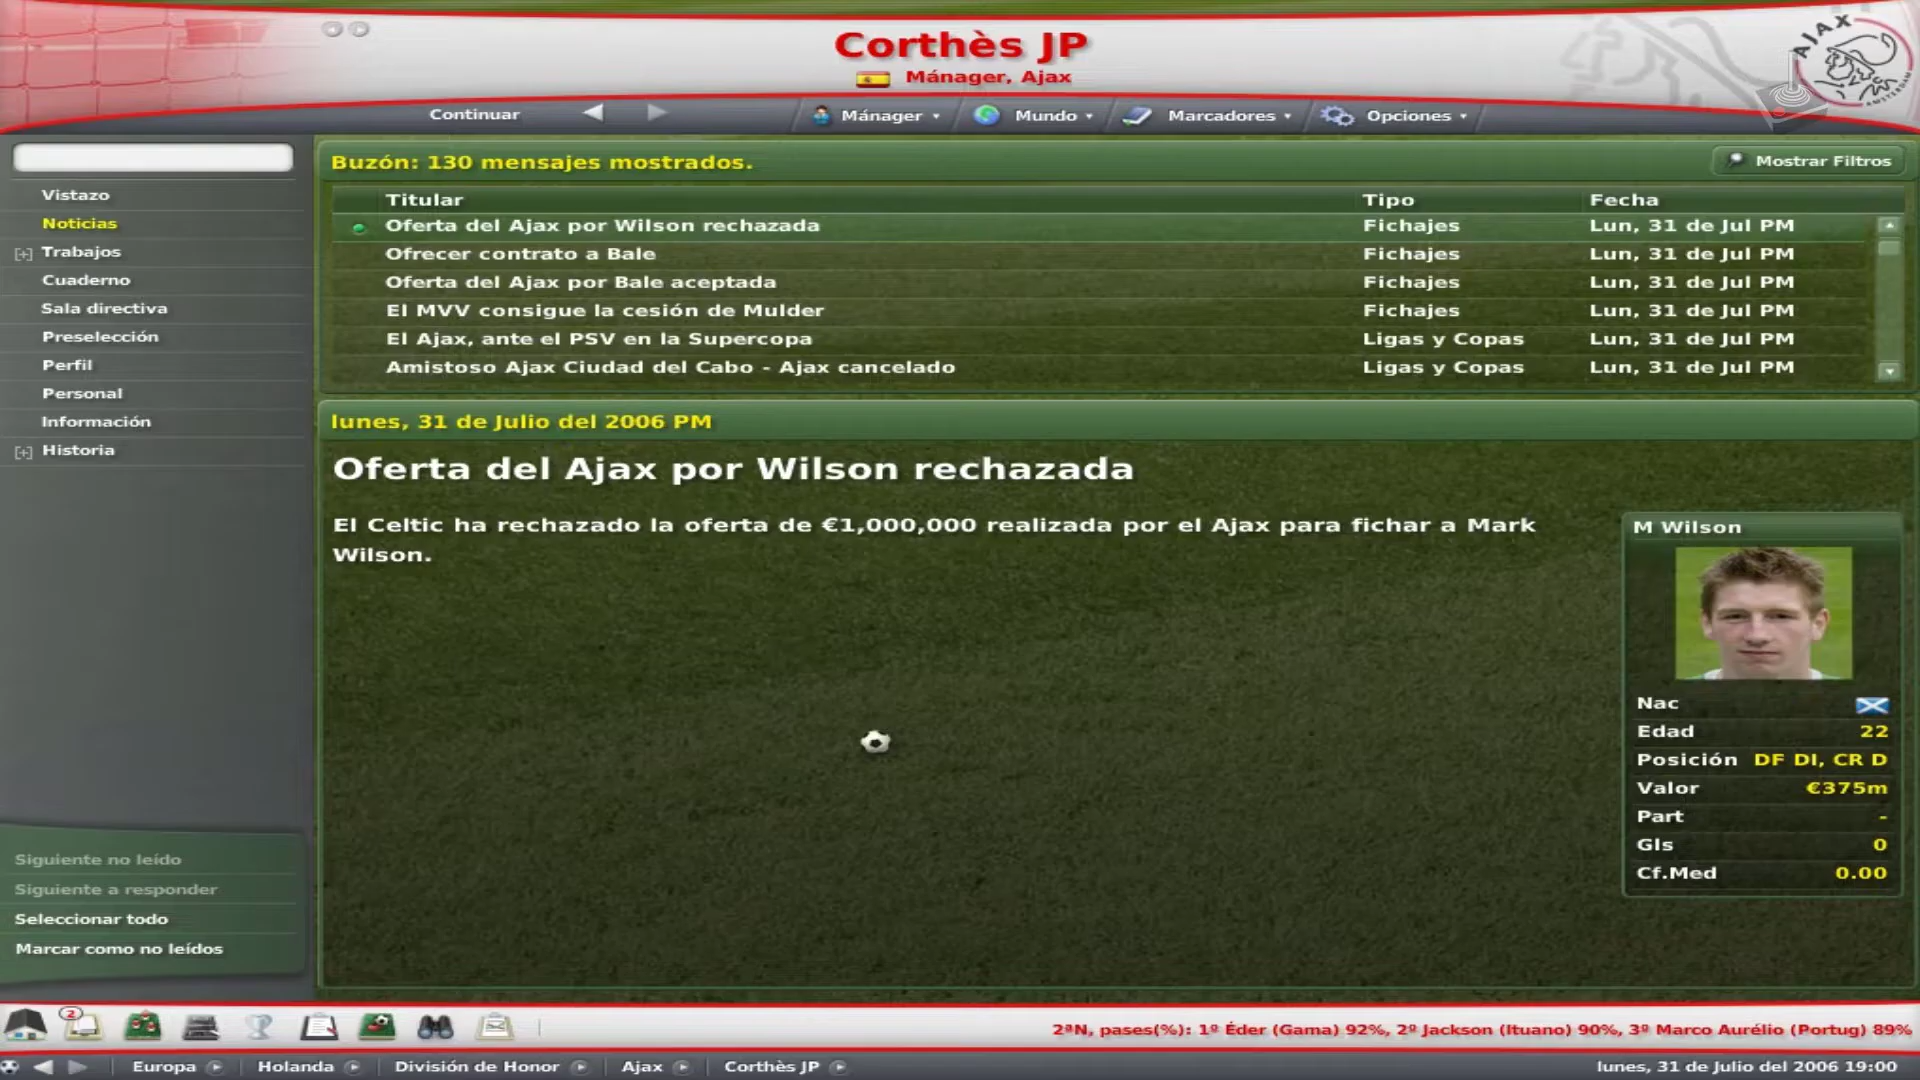 Corthès JP
Mánager, Ajax
AJAX
AMSTERDAM
Continuar
Mánager
Mundo
Marcadores
Opciones
Vistazo
Noticias
[+] Trabajos
Cuaderno
Sala directiva
Preselección
Perfil
Personal
Información
[+] Historia
Siguiente no leído
Siguiente a responder
Seleccionar todo
Marcar como no leídos
Buzón: 130 mensajes mostrados.
Mostrar Filtros
Titular Tipo Fecha
Oferta del Ajax por Wilson rechazada Fichajes Lun, 31 de Jul PM
Ofrecer contrato a Bale Fichajes Lun, 31 de Jul PM
Oferta del Ajax por Bale aceptada Fichajes Lun, 31 de Jul PM
El MVV consigue la cesión de Mulder Fichajes Lun, 31 de Jul PM
El Ajax, ante el PSV en la Supercopa Ligas y Copas Lun, 31 de Jul PM
Amistoso Ajax Ciudad del Cabo - Ajax cancelado Ligas y Copas Lun, 31 de Jul PM
lunes, 31 de Julio del 2006 PM
Oferta del Ajax por Wilson rechazada
El Celtic ha rechazado la oferta de €1,000,000 realizada por el Ajax para fichar a Mark
Wilson.
M Wilson
Nac
Edad 22
Posición DF DI, CR D
Valor €375m
Part -
Gls 0
Cf.Med 0.00
2
2ªN, pases(%): 1º Éder (Gama) 92%, 2º Jackson (Ituano) 90%, 3º Marco Aurélio (Portug) 89%
Europa
Holanda
División de Honor
Ajax
Corthès JP
lunes, 31 de Julio del 2006 19:00